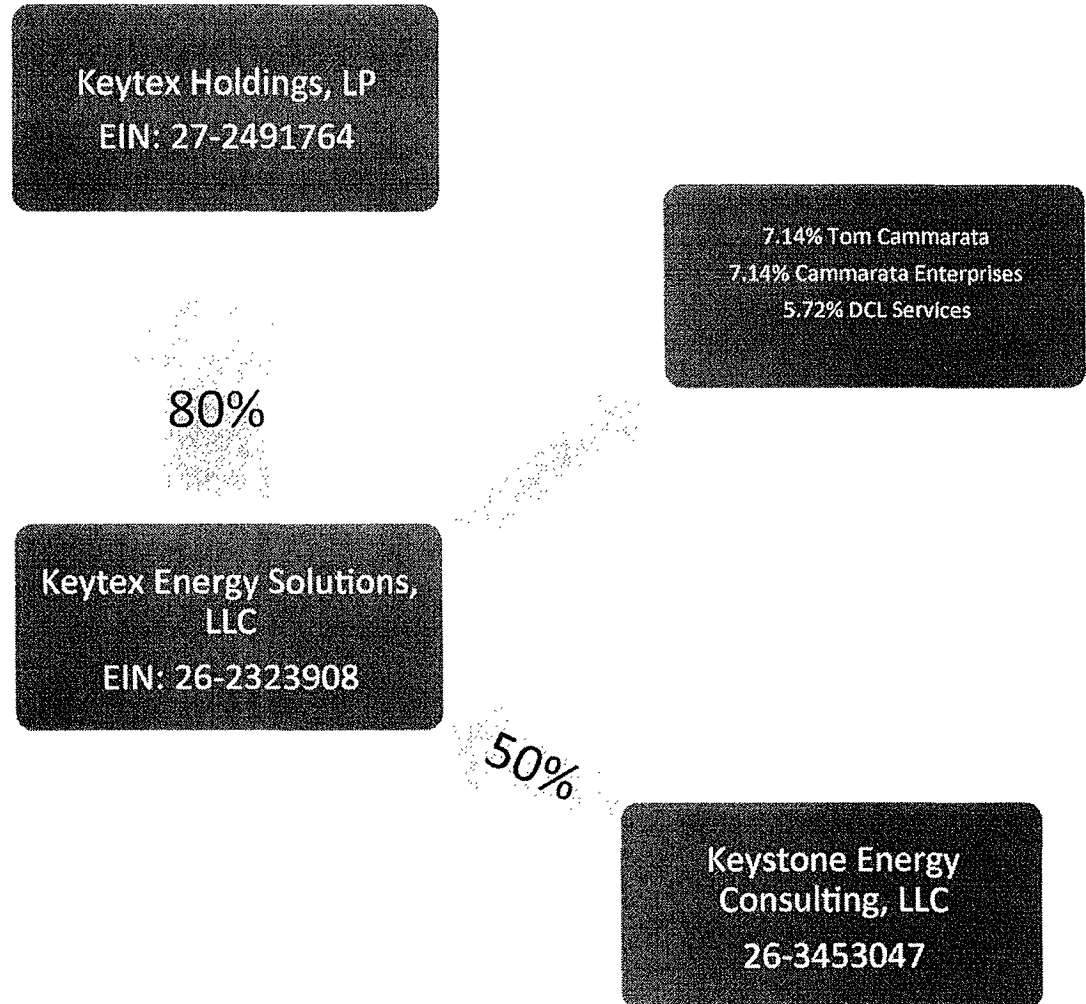 Keytex Holdings, LP
EIN: 27-2491764
7.14% Tom Cammarata
7.14% Cammarata Enterprises
5.72% DCL Services
80%
Keytex Energy Solutions,
LLC
EIN: 26-2323908
50%
Keystone Energy
Consulting, LLC
26-3453047